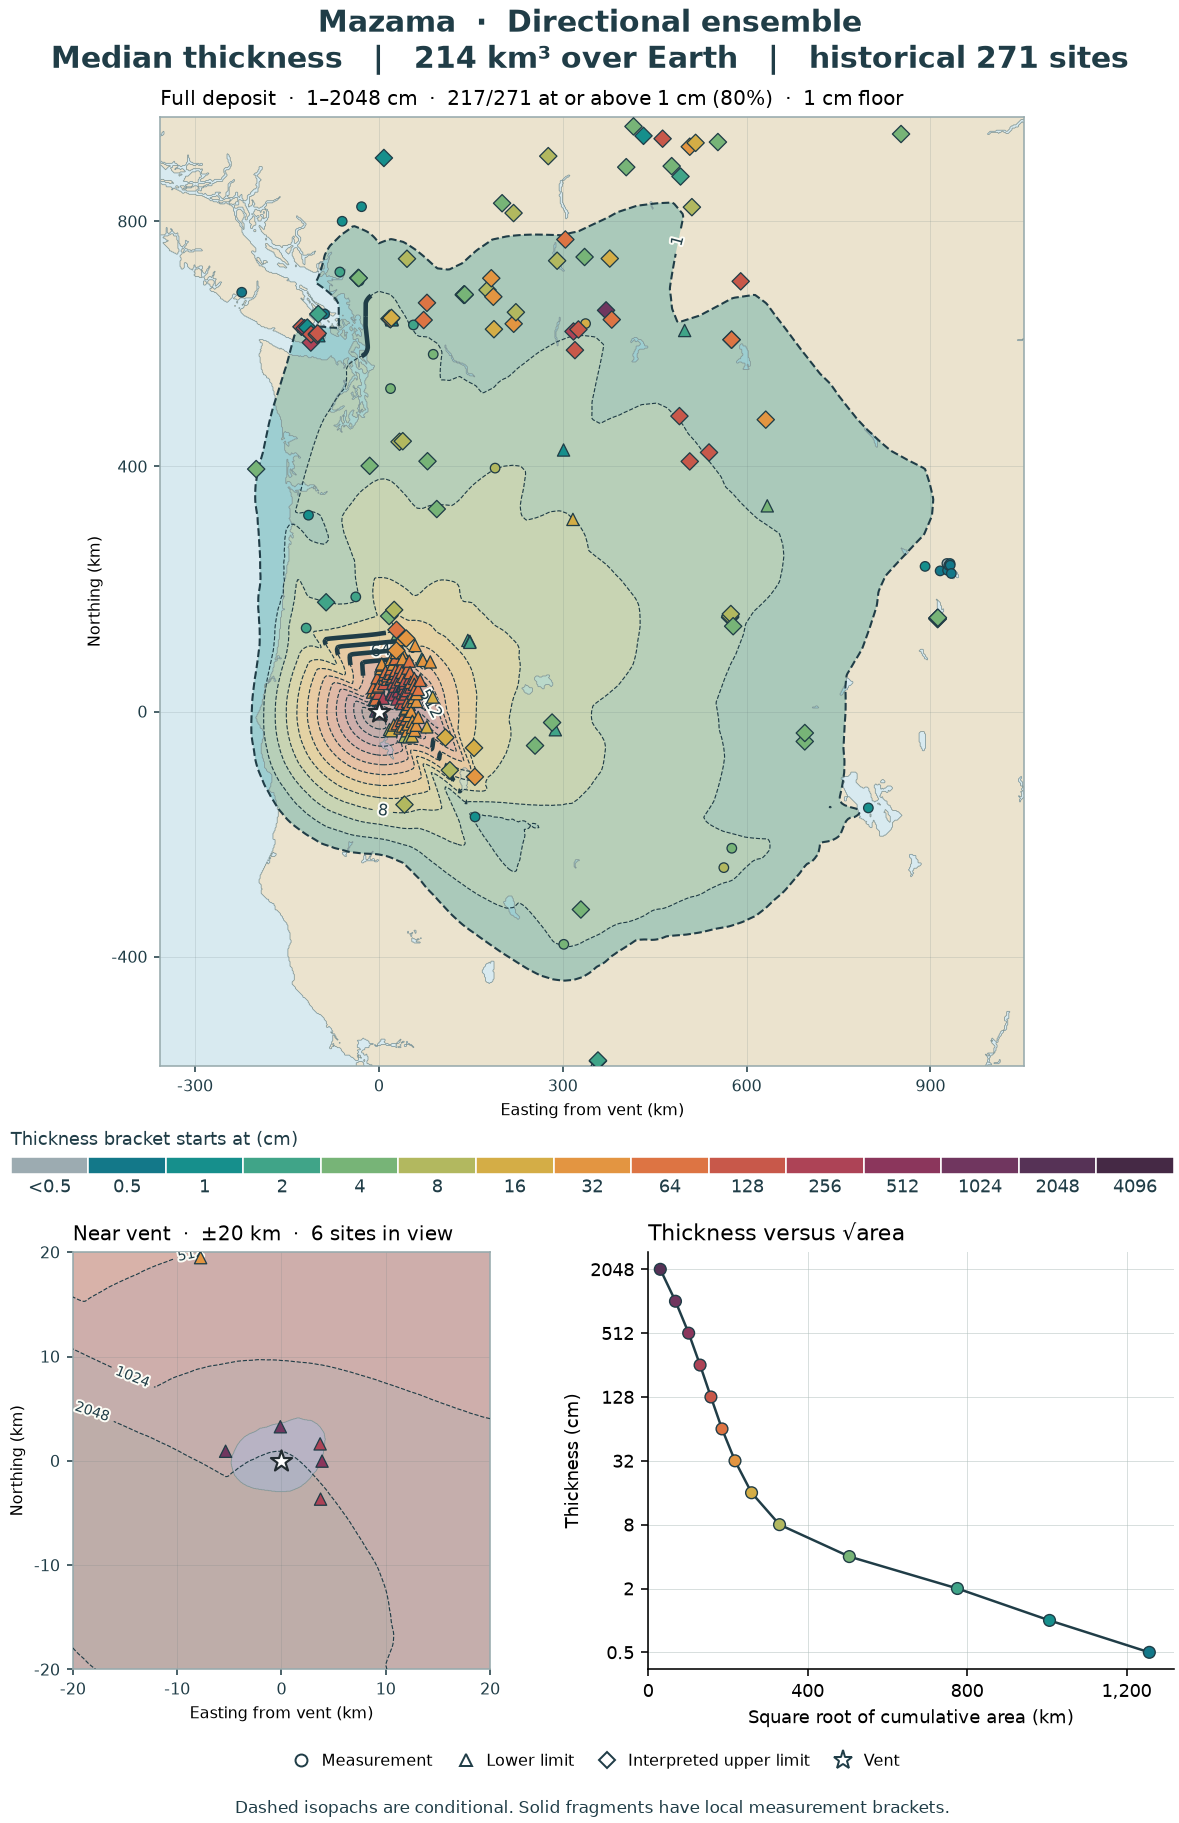 Mazama · Directional ensemble
Median thickness | 214 km³ over Earth | historical 271 sites
Full deposit · 1–2048 cm · 217/271 at or above 1 cm (80%) · 1 cm floor
800
400
0
-400
Northing (km)
1
8
-300
0
300
600
900
Easting from vent (km)
Thickness bracket starts at (cm)
<0.5 0.5 1 2 4 8 16 32 64 128 256 512 1024 2048 4096
Near vent · ±20 km · 6 sites in view
20
10
0
-10
-20
Northing (km)
1024
2048
-20
-10
0
10
20
Easting from vent (km)
Thickness versus √area
2048
512
128
32
8
2
0.5
Thickness (cm)
0
400
800
1,200
Square root of cumulative area (km)
Measurement
Lower limit
Interpreted upper limit
Vent
Dashed isopachs are conditional. Solid fragments have local measurement brackets.